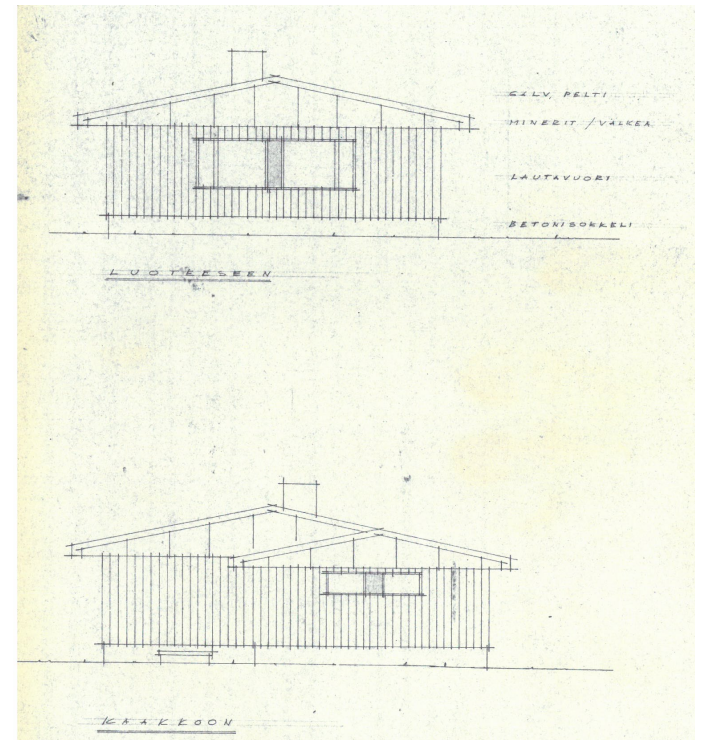 GALV. PELTI
MINERIT / VALKEA
LAUTAVUORI
BETONISOKKELI
LUOTEESEEN
KAAKKOON